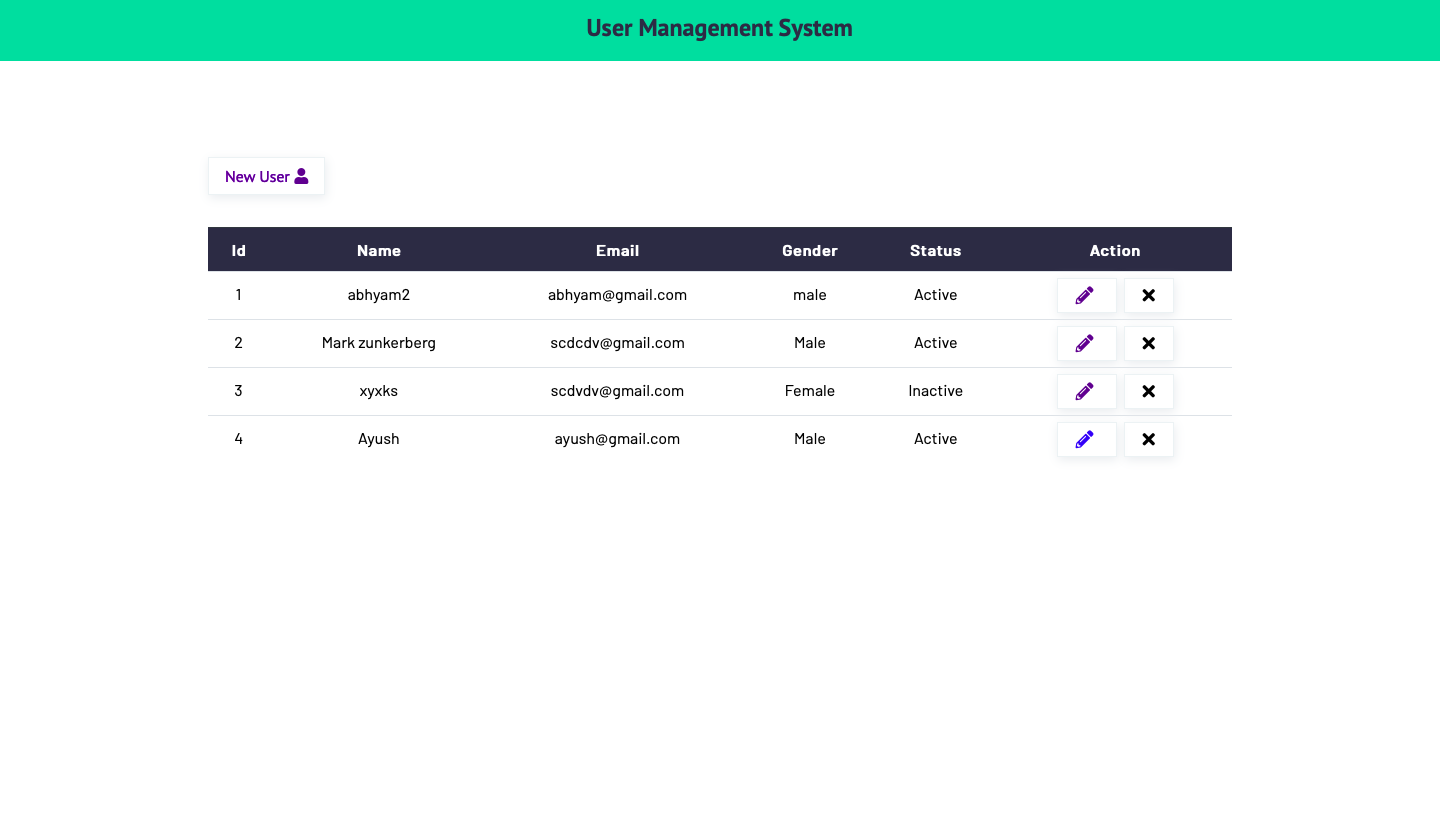 User Management System
New User
Id Name Email Gender Status Action
1 abhyam2 abhyam@gmail.com male Active
2 Mark zunkerberg scdcdv@gmail.com Male Active
3 xyxks scdvdv@gmail.com Female Inactive
4 Ayush ayush@gmail.com Male Active